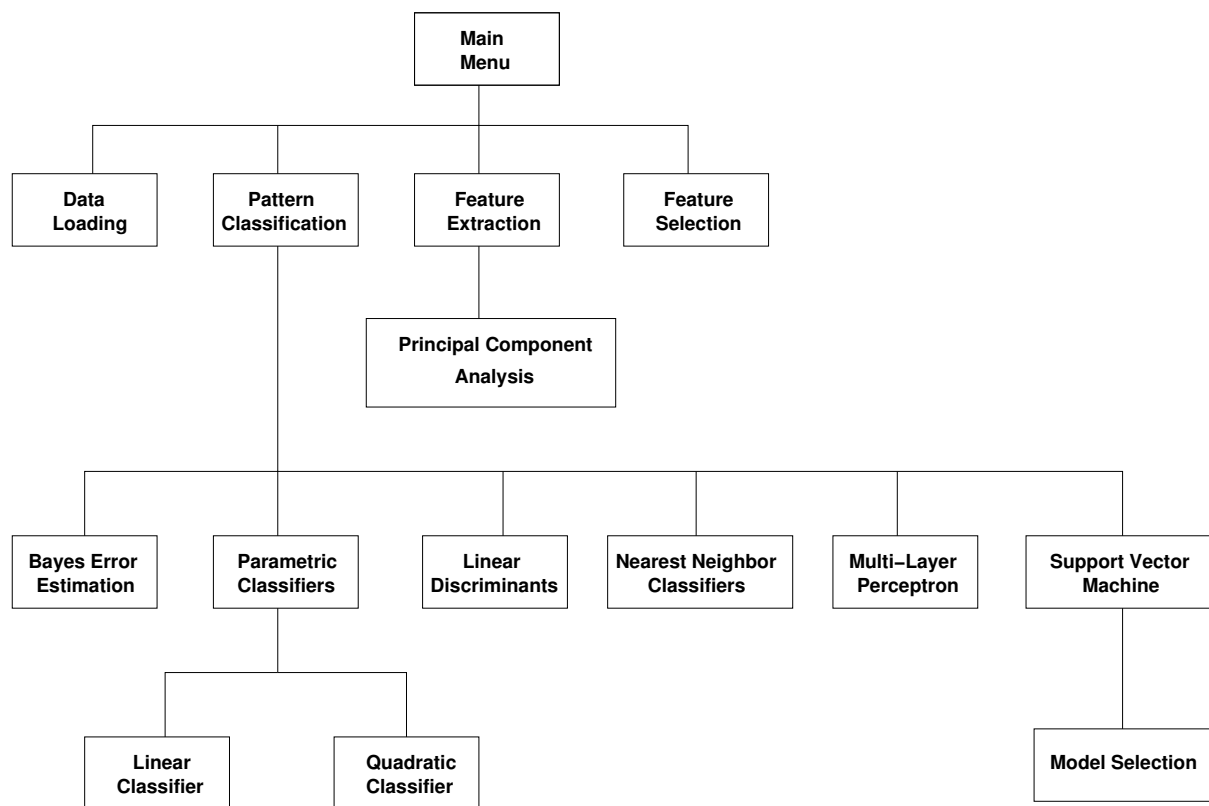 Main
Menu
Data
Loading
Pattern
Classification
Feature
Extraction
Feature
Selection
Principal Component
Analysis
Bayes Error
Estimation
Parametric
Classifiers
Linear
Discriminants
Nearest Neighbor
Classifiers
Multi−Layer
Perceptron
Support Vector
Machine
Linear
Classifier
Quadratic
Classifier
Model Selection